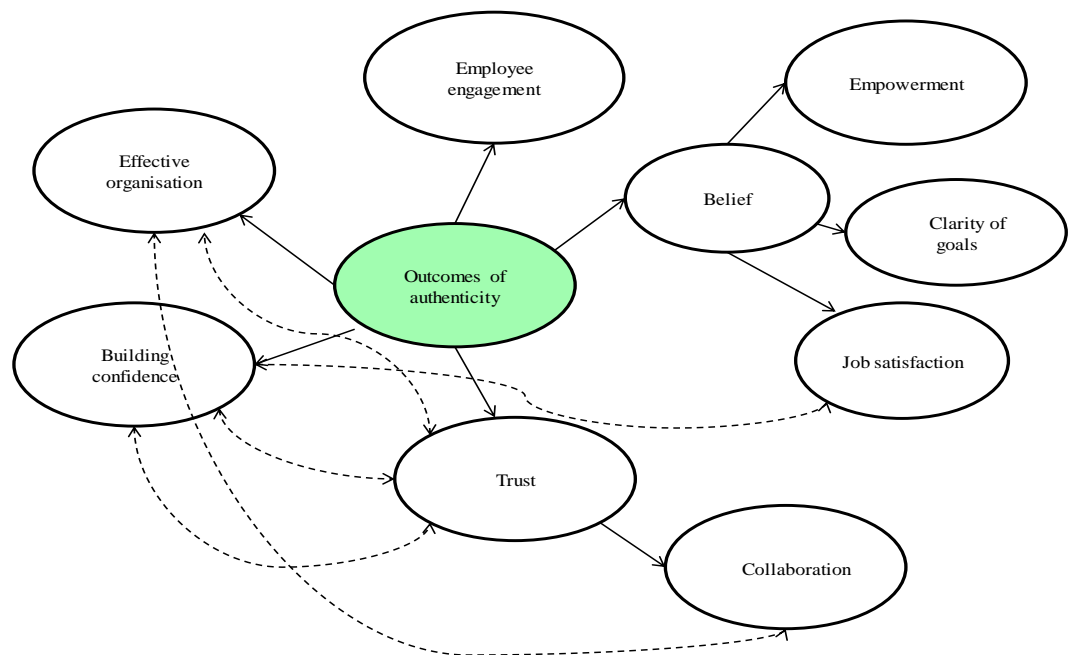 Employee
engagement
Empowerment
Effective
organisation
Belief
Clarity of
goals
Outcomes of
authenticity
Building
confidence
Job satisfaction
Trust
Collaboration